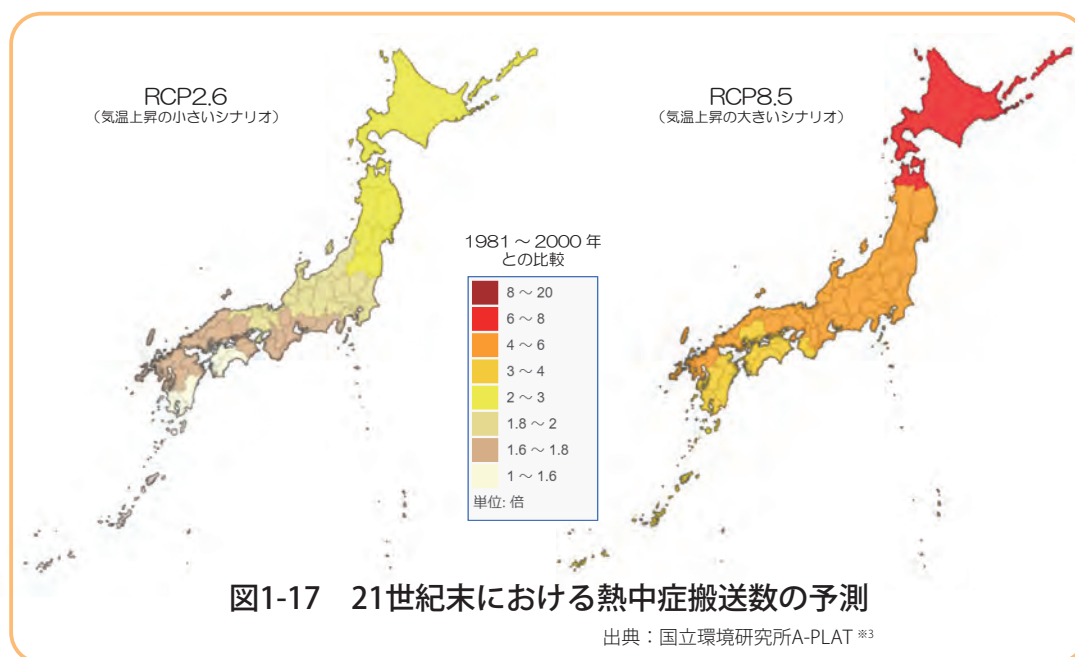 RCP2.6
（気温上昇の小さいシナリオ）
RCP8.5
（気温上昇の大きいシナリオ）
1981 ～ 2000 年
との比較
8 ～ 20
6 ～ 8
4 ～ 6
3 ～ 4
2 ～ 3
1.8 ～ 2
1.6 ～ 1.8
1 ～ 1.6
単位: 倍
図1-17　21世紀末における熱中症搬送数の予測
出典：国立環境研究所A-PLAT ※3